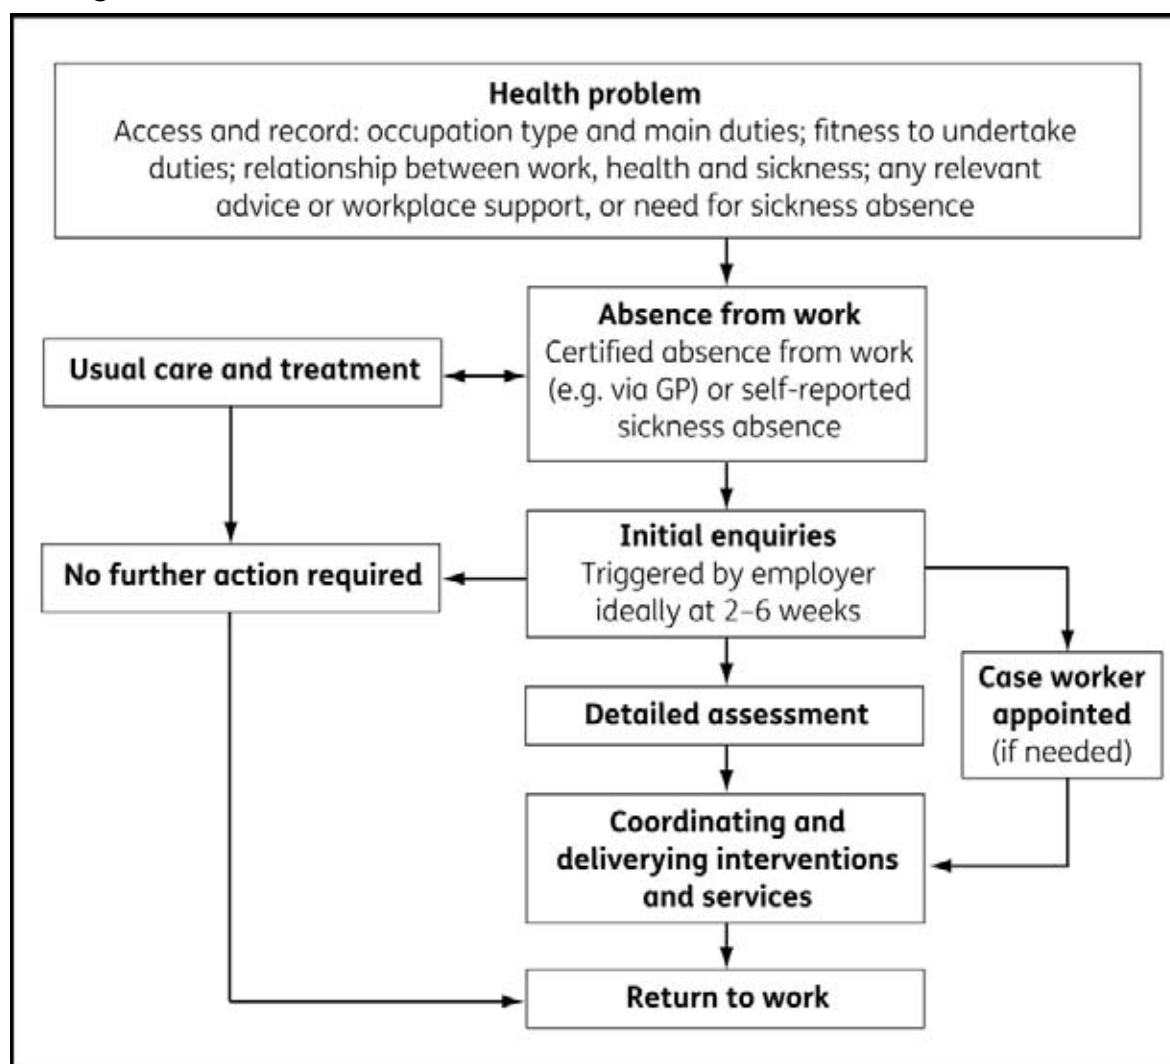 Health problem
Access and record: occupation type and main duties; fitness to undertake
duties; relationship between work, health and sickness; any relevant
advice or workplace support, or need for sickness absence
Absence from work
Certified absence from work
(e.g. via GP) or self-reported
sickness absence
Usual care and treatment
Initial enquiries
Triggered by employer
ideally at 2–6 weeks
No further action required
Case worker
appointed
(if needed)
Detailed assessment
Coordinating and
deliverying interventions
and services
Return to work